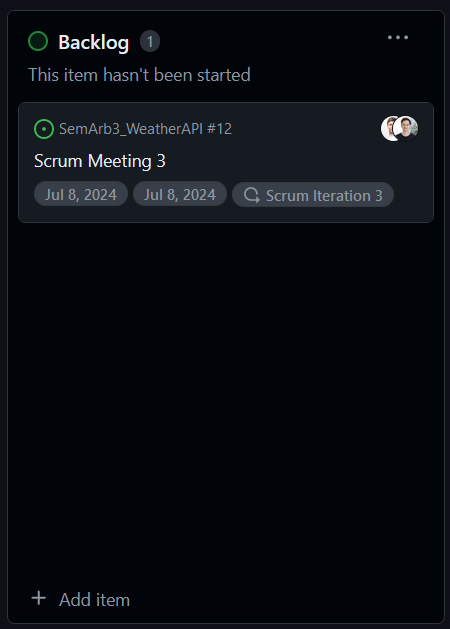 Backlog 1
This item hasn't been started
SemArb3_WeatherAPI #12
Scrum Meeting 3
Jul 8, 2024 Jul 8, 2024 Scrum Iteration 3
Add item